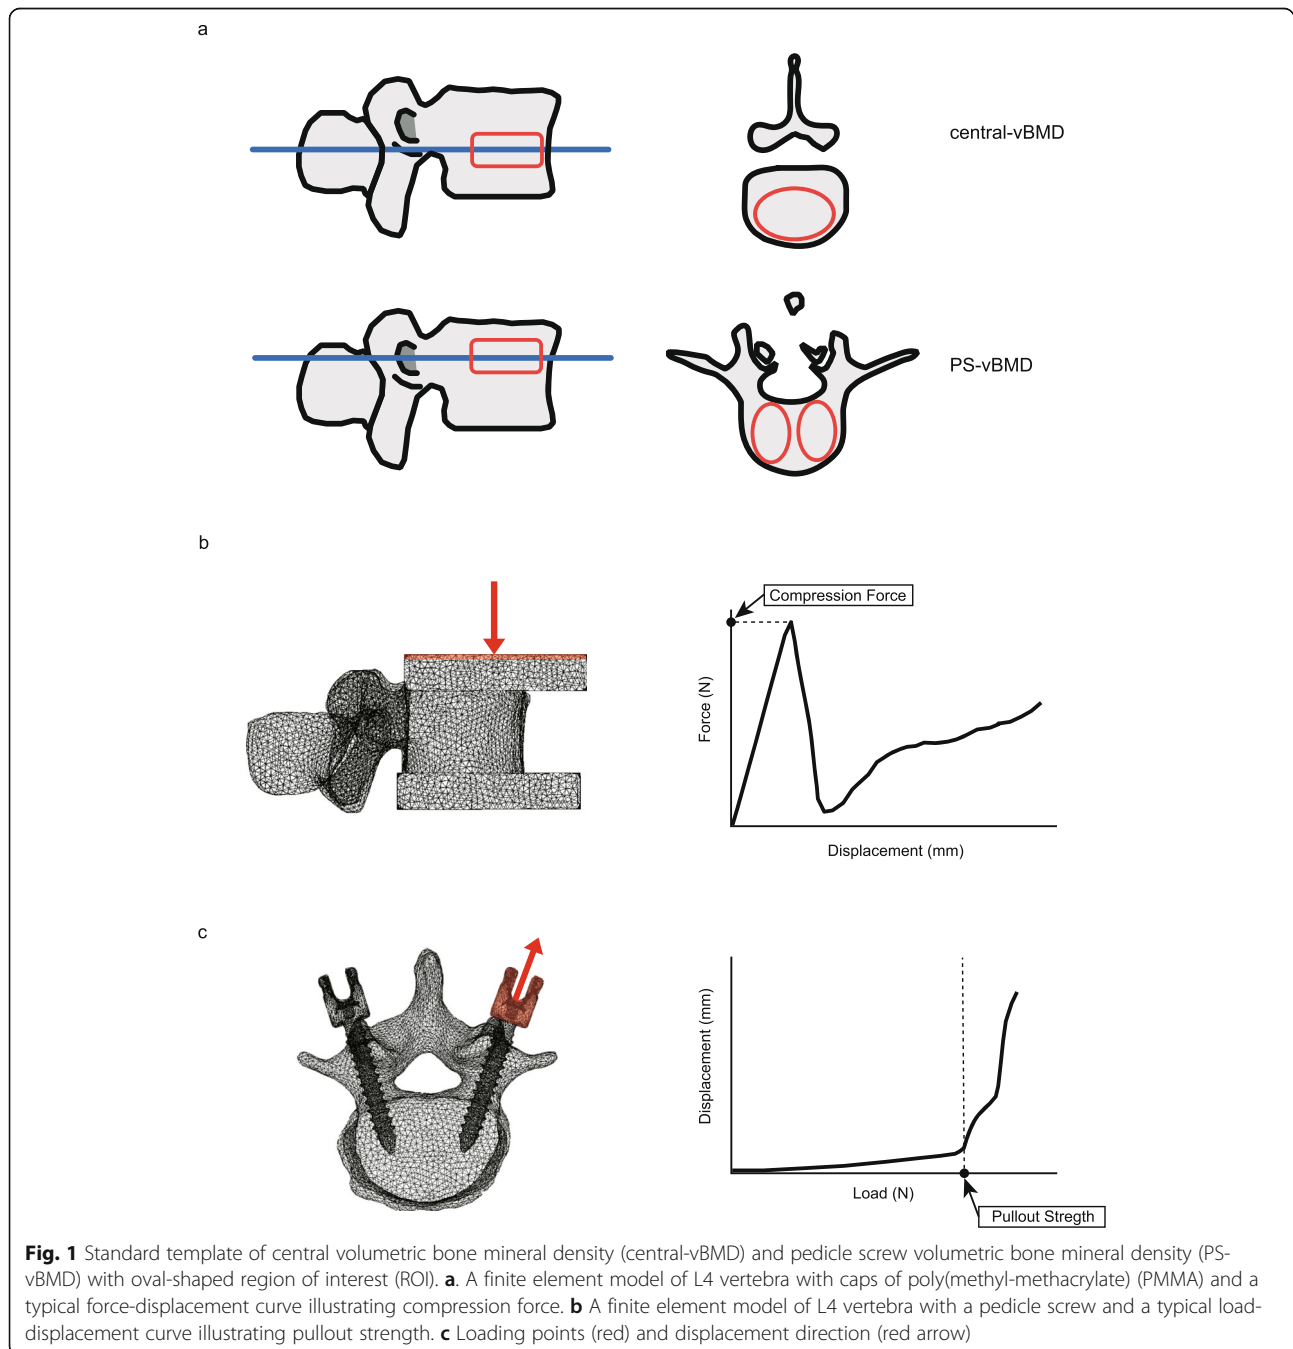 a
central-vBMD
PS-vBMD
b
Compression Force
Force (N)
Displacement (mm)
c
Displacement (mm)
Load (N)
Pullout Stregth
Fig. 1 Standard template of central volumetric bone mineral density (central-vBMD) and pedicle screw volumetric bone mineral density (PS-
vBMD) with oval-shaped region of interest (ROI). a. A finite element model of L4 vertebra with caps of poly(methyl-methacrylate) (PMMA) and a
typical force-displacement curve illustrating compression force. b A finite element model of L4 vertebra with a pedicle screw and a typical load-
displacement curve illustrating pullout strength. c Loading points (red) and displacement direction (red arrow)